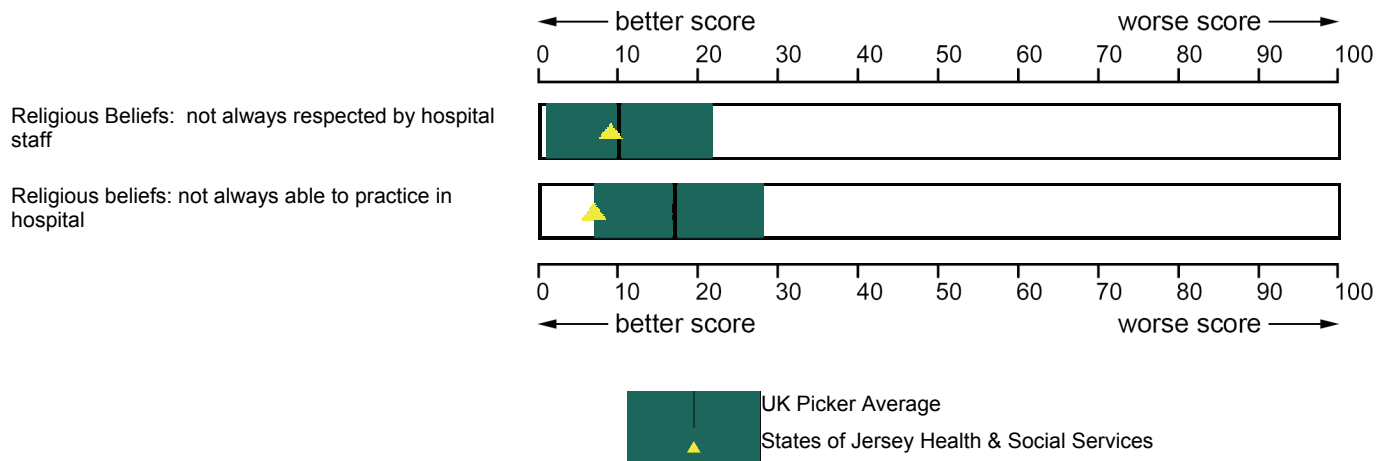 better score worse score
0 10 20 30 40 50 60 70 80 90 100
Religious Beliefs: not always respected by hospital
staff
Religious beliefs: not always able to practice in
hospital
0 10 20 30 40 50 60 70 80 90 100
better score worse score
UK Picker Average
States of Jersey Health & Social Services